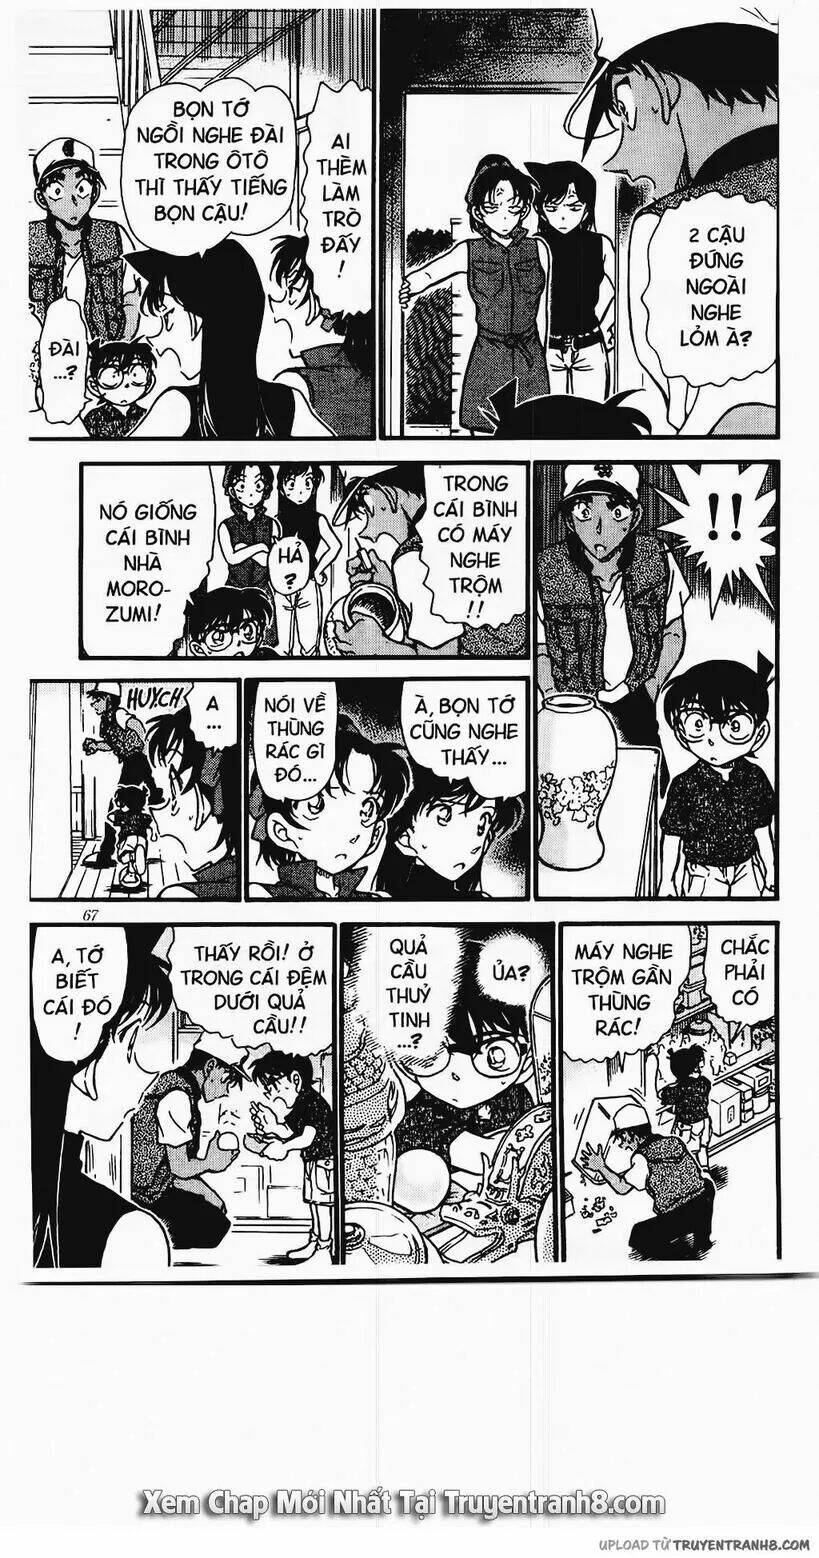 2 CẬU
ĐỨNG
NGOÀI
NGHE
LỎM À?
AI
THÈM
LÀM
TRÒ
ĐẤY
!
BỌN TỚ
NGỒI NGHE ĐÀI
TRONG ÔTÔ
THÌ THẤY TIẾNG
BỌN CẬU!
ĐÀI
...?
!!
TRONG
CÁI BÌNH
CÓ MÁY
NGHE
TRỘM
!!
HẢ
?
NÓ GIỐNG
CÁI BÌNH
NHÀ
MORO-
ZUMI!
À, BỌN TỚ
CŨNG NGHE
THẤY...
NÓI VỀ
THÙNG
RÁC GÌ
ĐÓ...
A
...
HUỴCH
67
CHẮC
PHẢI
CÓ
MÁY NGHE
TRỘM GẦN
THÙNG
RÁC!
ỦA?
QUẢ
CẦU
THUỶ
TINH
...?
THẤY RỒI! Ở
TRONG CÁI ĐỆM
DƯỚI QUẢ
CẦU!!
A, TỚ
BIẾT
CÁI ĐÓ
!
Xem Chap Mới Nhất Tại Truyentranh8.com
UPLOAD TỪ TRUYENTRANH8.COM